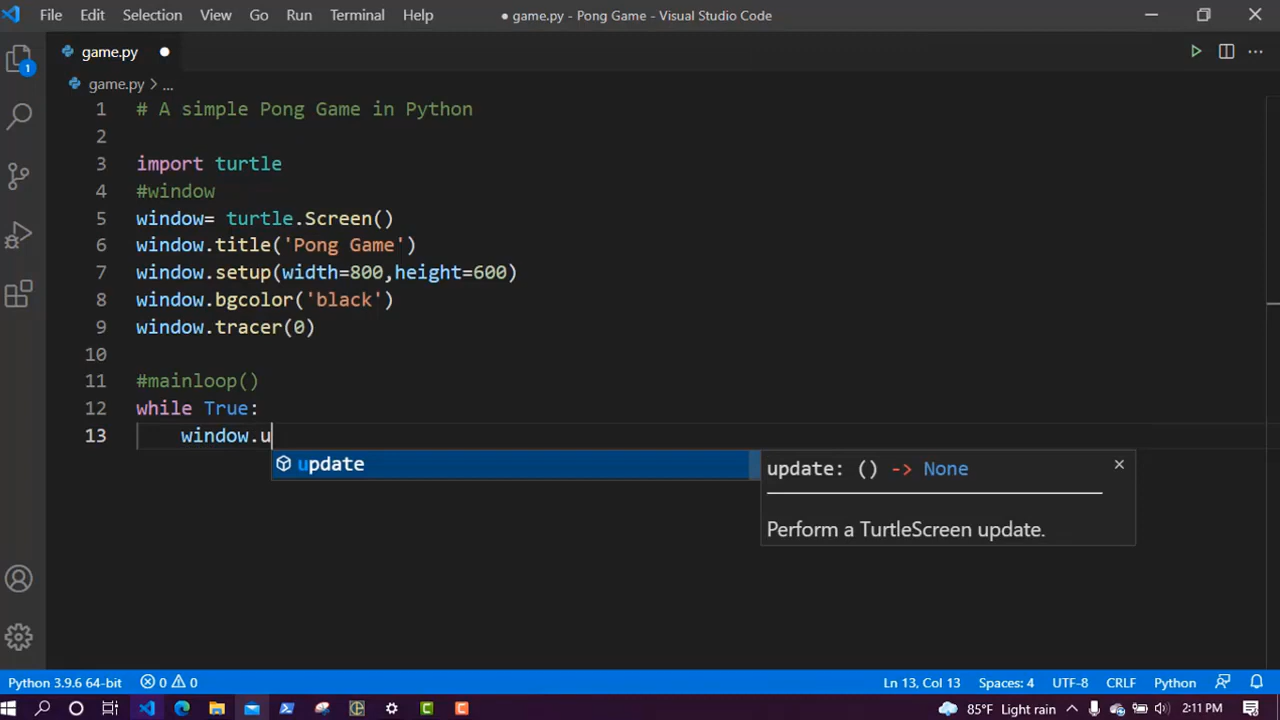 File Edit Selection View Go Run Terminal Help ● game.py - Pong Game - Visual Studio Code
game.py ●
game.py > ...
1 # A simple Pong Game in Python
2
3 import turtle
4 #window
5 window= turtle.Screen()
6 window.title('Pong Game')
7 window.setup(width=800,height=600)
8 window.bgcolor('black')
9 window.tracer(0)
10
11 #mainloop()
12 while True:
13     window.u
update
update: () -> None
Perform a TurtleScreen update.
1
Python 3.9.6 64-bit 0 0 Ln 13, Col 13 Spaces: 4 UTF-8 CRLF Python
85°F Light rain 2:11 PM